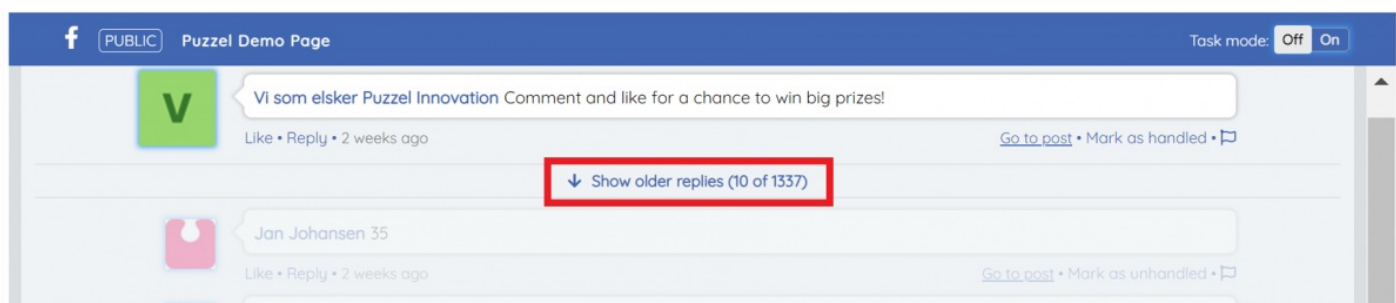 f PUBLIC Puzzel Demo Page Task mode: Off On
V
Vi som elsker Puzzel Innovation Comment and like for a chance to win big prizes!
Like • Reply • 2 weeks ago Go to post • Mark as handled •
↓ Show older replies (10 of 1337)
Jan Johansen 35
Like • Reply • 2 weeks ago Go to post • Mark as unhandled •